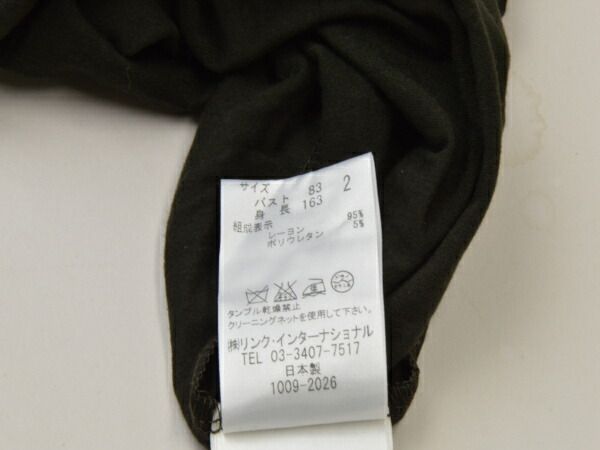 サイズ 2
バスト 83
身長 163
組成表示
レーヨン 95%
ポリウレタン 5%
タンブル乾燥禁止
クリーニングネットを使用して下さい。
㈱リンク・インターナショナル
TEL 03-3407-7517
日本製
1009-2026